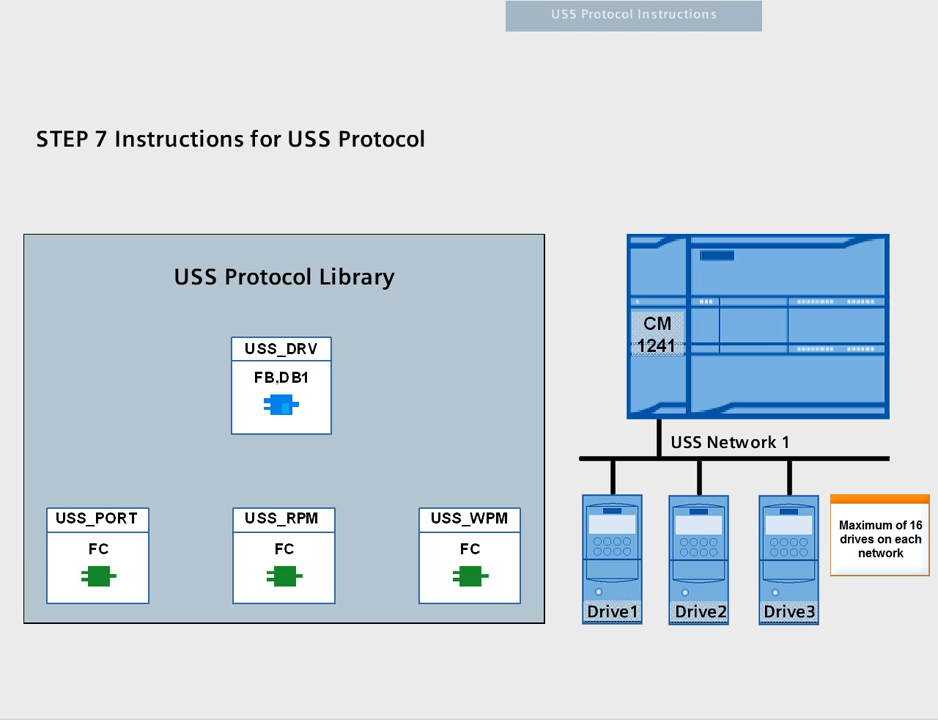 USS Protocol Instructions
STEP 7 Instructions for USS Protocol
USS Protocol Library
USS_DRV
FB,DB1
USS_PORT
FC
USS_RPM
FC
USS_WPM
FC
CM
1241
USS Network 1
Drive1
Drive2
Drive3
Maximum of 16
drives on each
network